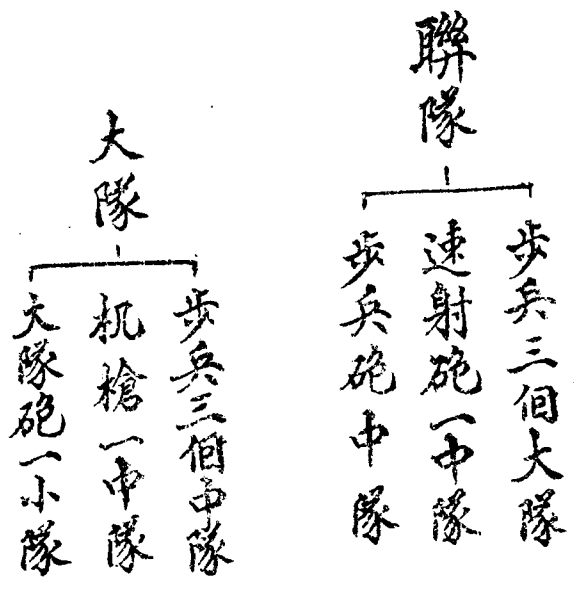 聯隊
步兵三個大隊
速射砲一中隊
步兵砲中隊
大隊
步兵三個中隊
机槍一中隊
大隊砲一小隊